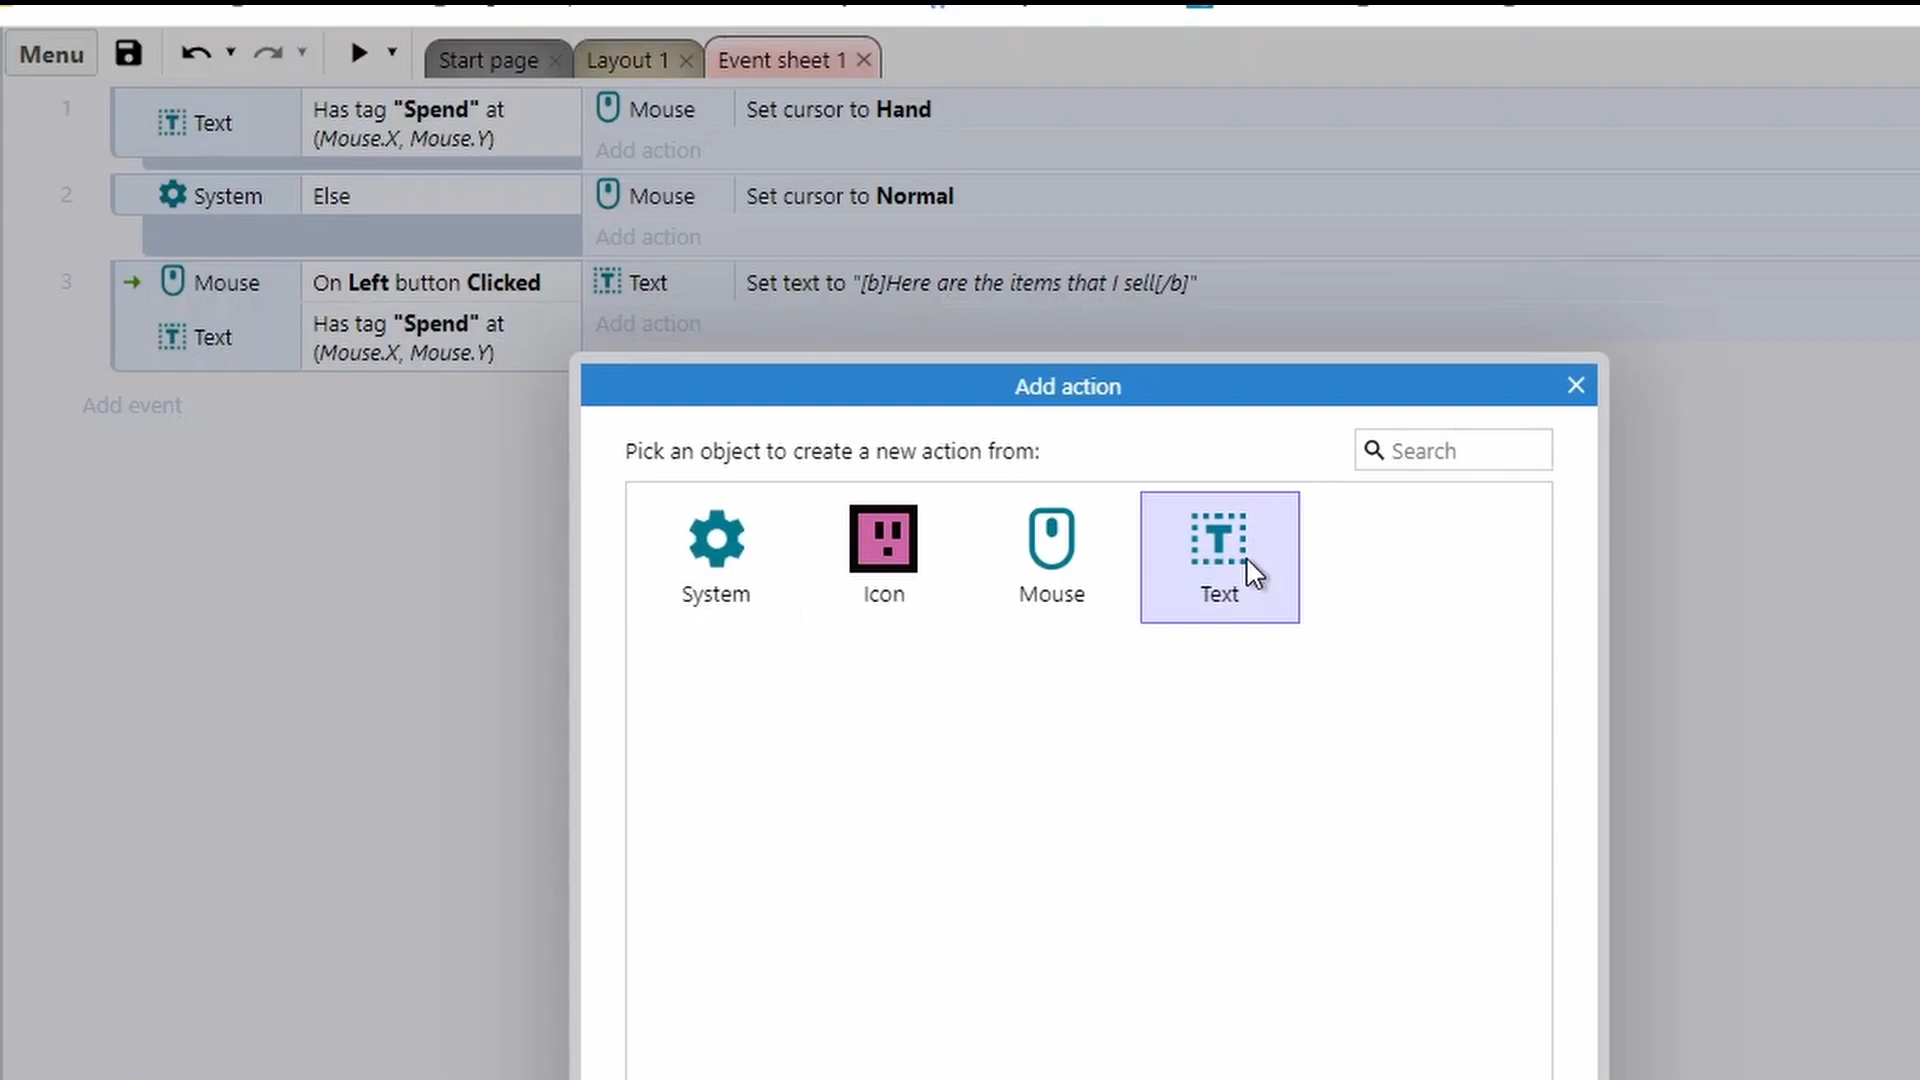 Menu
Start page
Layout 1
Event sheet 1
1
Text
Has tag "Spend" at
(Mouse.X, Mouse.Y)
Mouse
Set cursor to Hand
Add action
2
System
Else
Mouse
Set cursor to Normal
Add action
3
Mouse
On Left button Clicked
Text
Set text to "[b]Here are the items that I sell[/b]"
Text
Has tag "Spend" at
(Mouse.X, Mouse.Y)
Add action
Add event
Add action
Pick an object to create a new action from:
Search
System
Icon
Mouse
Text